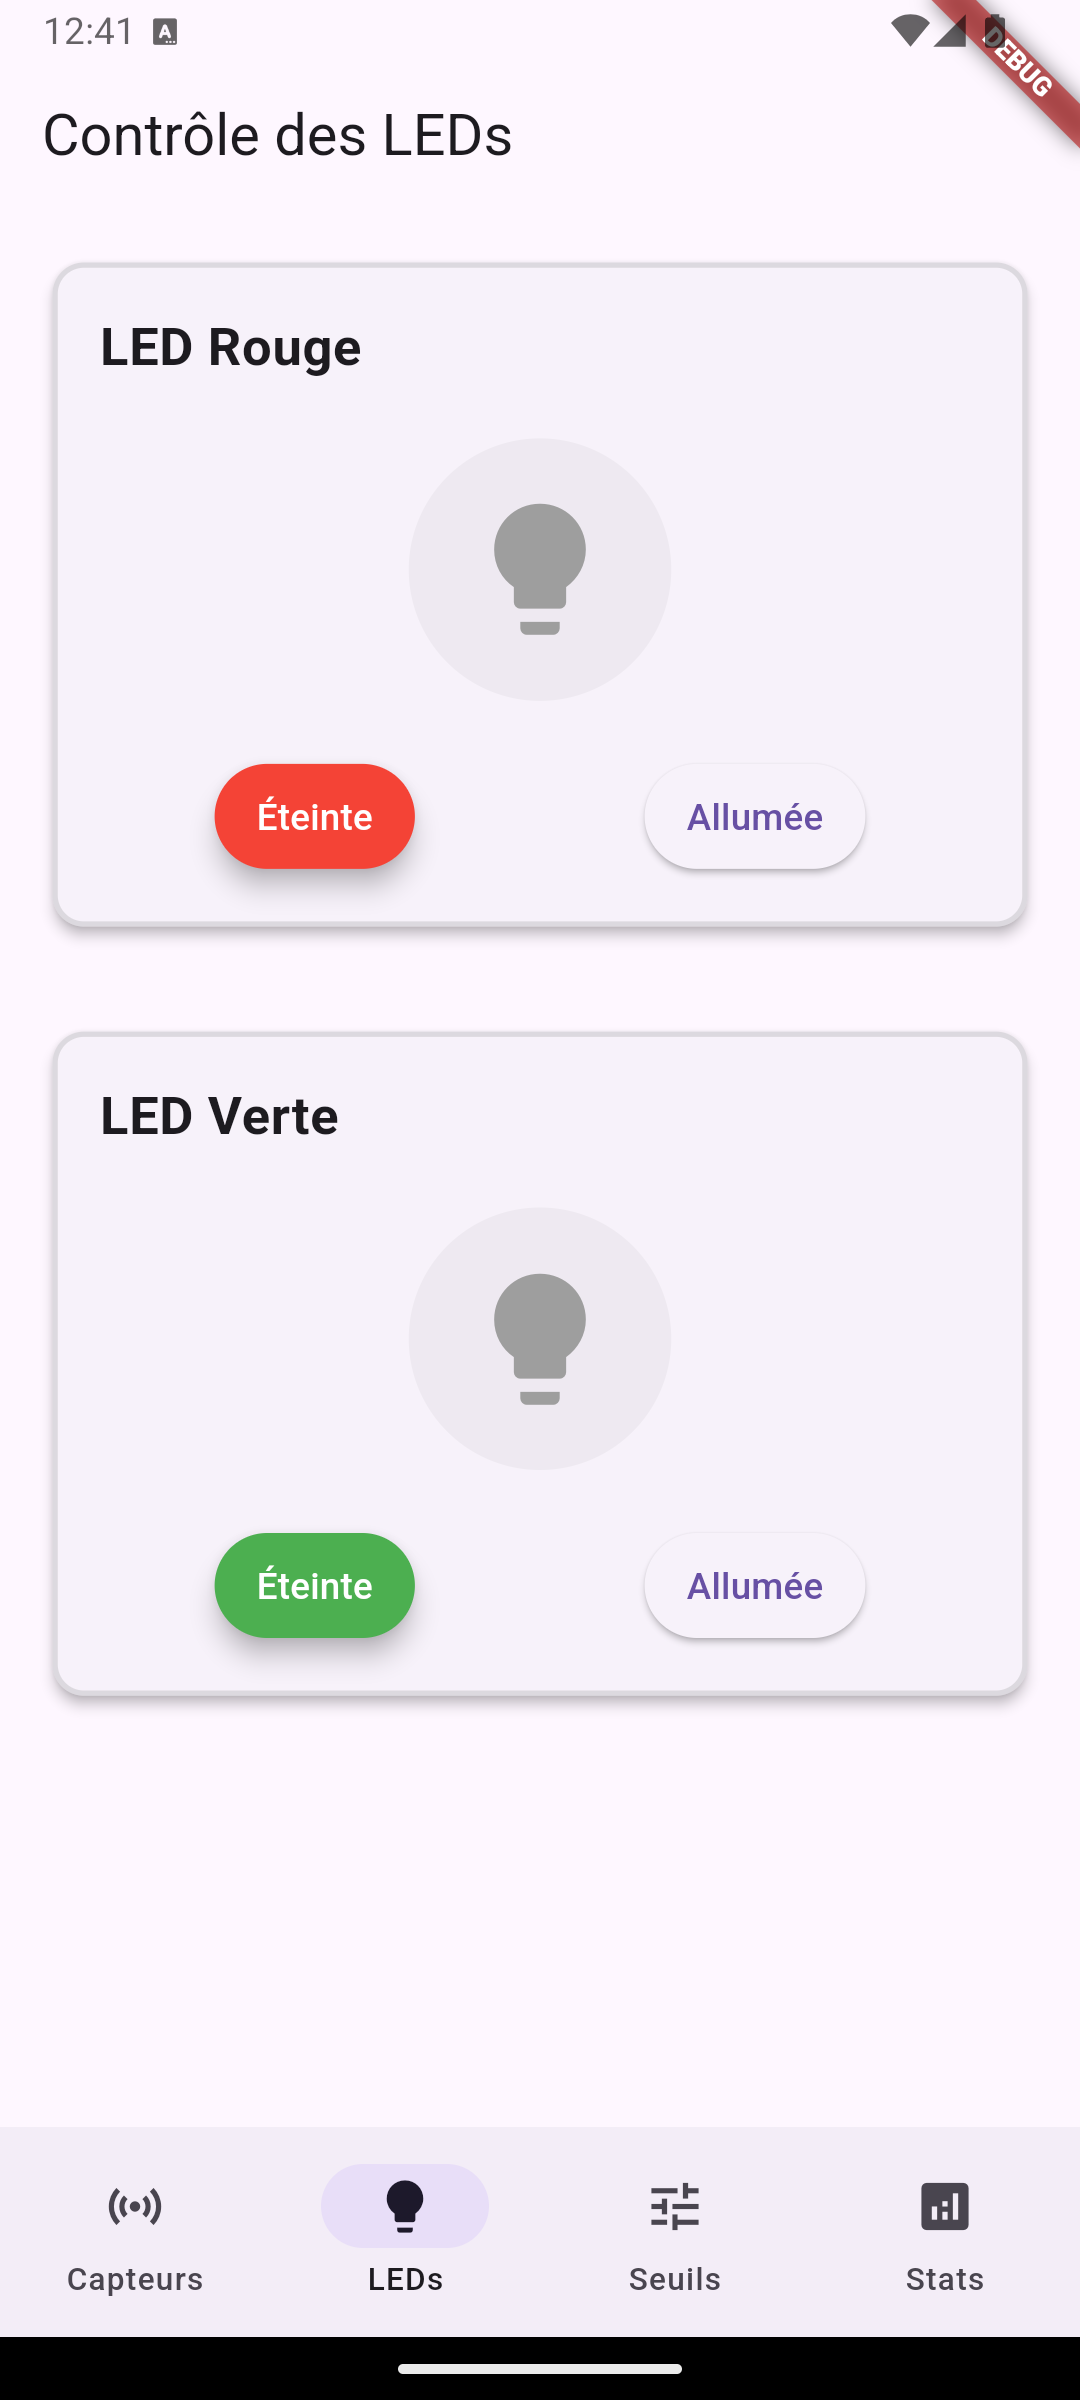 12:41
DEBUG
Contrôle des LEDs
LED Rouge
Éteinte Allumée
LED Verte
Éteinte Allumée
Capteurs LEDs Seuils Stats